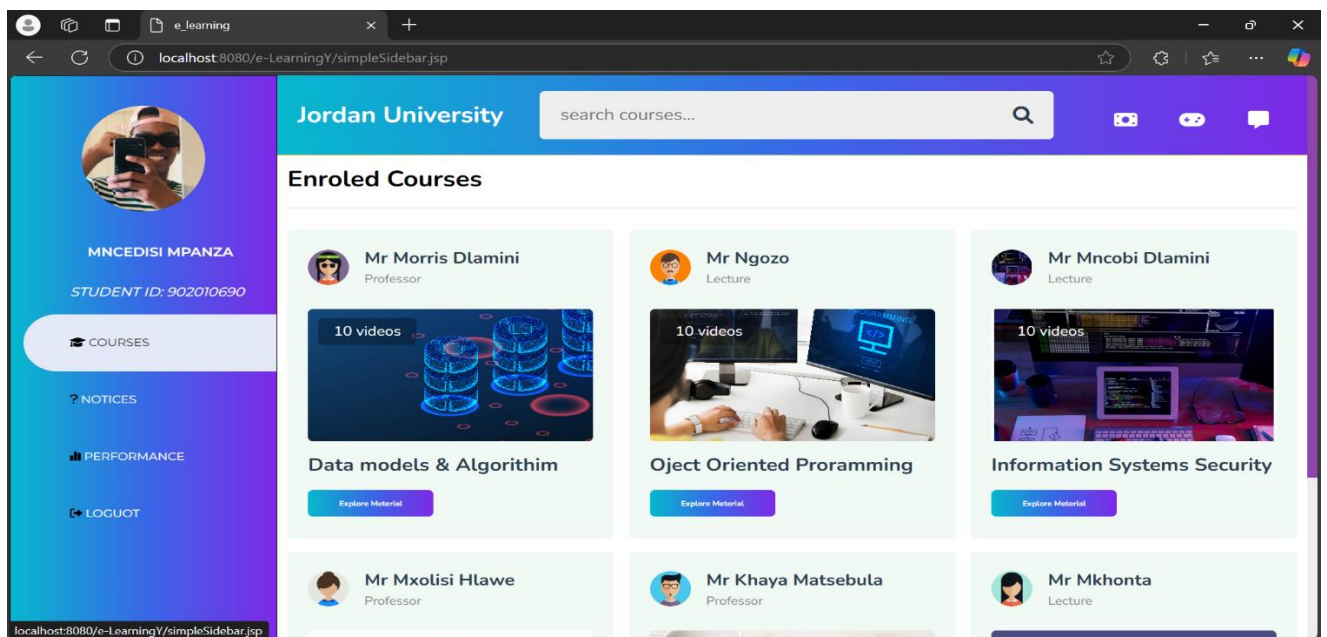 e_learning
localhost:8080/e-LearningY/simpleSidebar.jsp
Jordan University
search courses...
MNCEDISI MPANZA
STUDENT ID: 902010690
COURSES
? NOTICES
PERFORMANCE
LOGUOT
Enroled Courses
Mr Morris Dlamini
Professor
10 videos
Data models & Algorithim
Explore Meterial
Mr Ngozo
Lecture
10 videos
PROGRAMMING
</>
Oject Oriented Proramming
Explore Meterial
Mr Mncobi Dlamini
Lecture
10 videos
Information Systems Security
Explore Meterial
Mr Mxolisi Hlawe
Professor
Mr Khaya Matsebula
Professor
Mr Mkhonta
Lecture
localhost:8080/e-LearningY/simpleSidebar.jsp